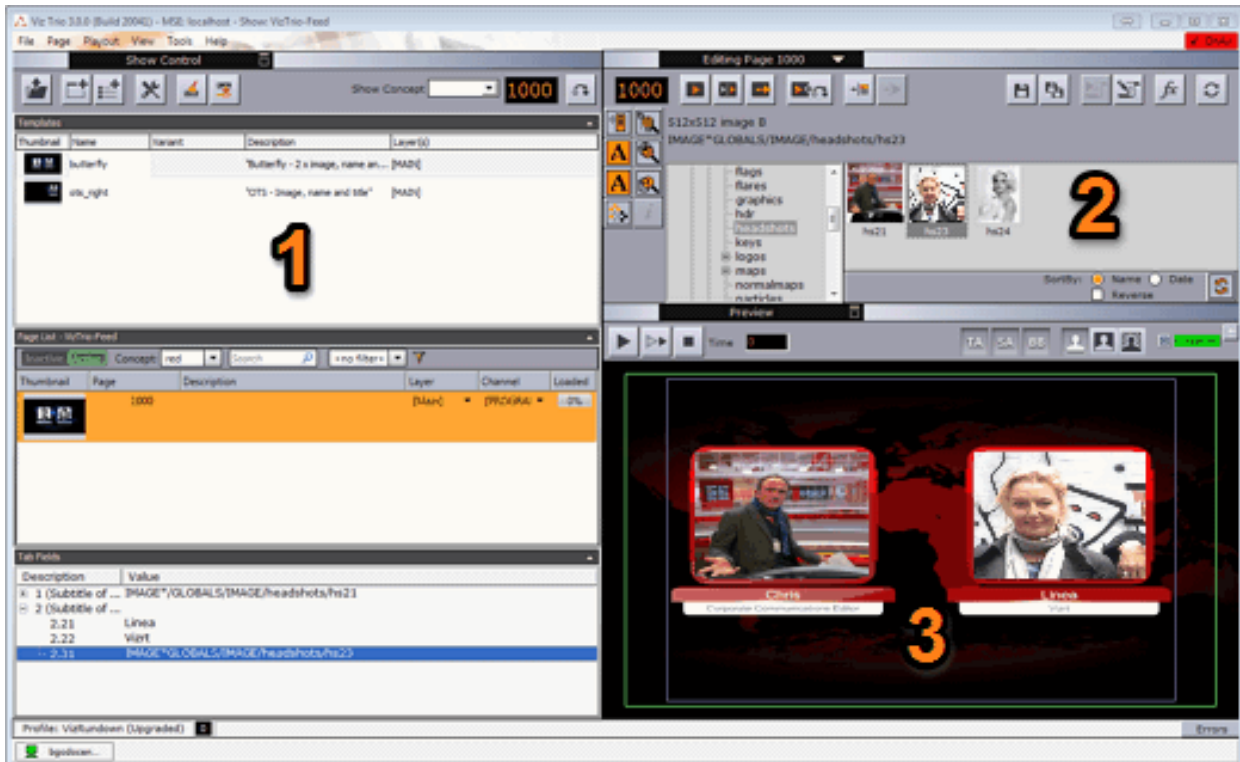 Viz Trio 3.0.0 (Build 20041) - MSE: localhost - Show: VizTrio-Feed
File Page Playout View Tools Help
Show Control
Show Concept 1000
Templates
Thumbnail Name Variant Description Layer(s)
butterfly "Butterfly - 2 x image, name an... [MAIN]
ots_right "OTS - Image, name and title" [MAIN]
1
Page List - VizTrio-Feed
Inactive Active Concept: red Search <no filter>
Thumbnail Page Description Layer Channel Loaded
1000 [Main] 0%
Tab Fields
Description Value
1 (Subtitle of ... IMAGE*/GLOBALS/IMAGE/headshots/hs21
2 (Subtitle of ...
2.21 Linea
2.22 Vizrt
2.31 IMAGE*GLOBALS/IMAGE/headshots/hs23
Profile: VizRundown (Upgraded)
Errors
Editing Page 1000
1000
fx
512x512 image B
IMAGE*GLOBALS/IMAGE/headshots/hs23
A
A
i
flags
flares
graphics
hdr
headshots
keys
logos
maps
normalmaps
particles
hs21 hs23 hs24
2
SortBy: Name Date
Reverse
Preview
Time 0 TA SA BB
Chris
Corporate Communications Editor
Linea
Vizrt
3